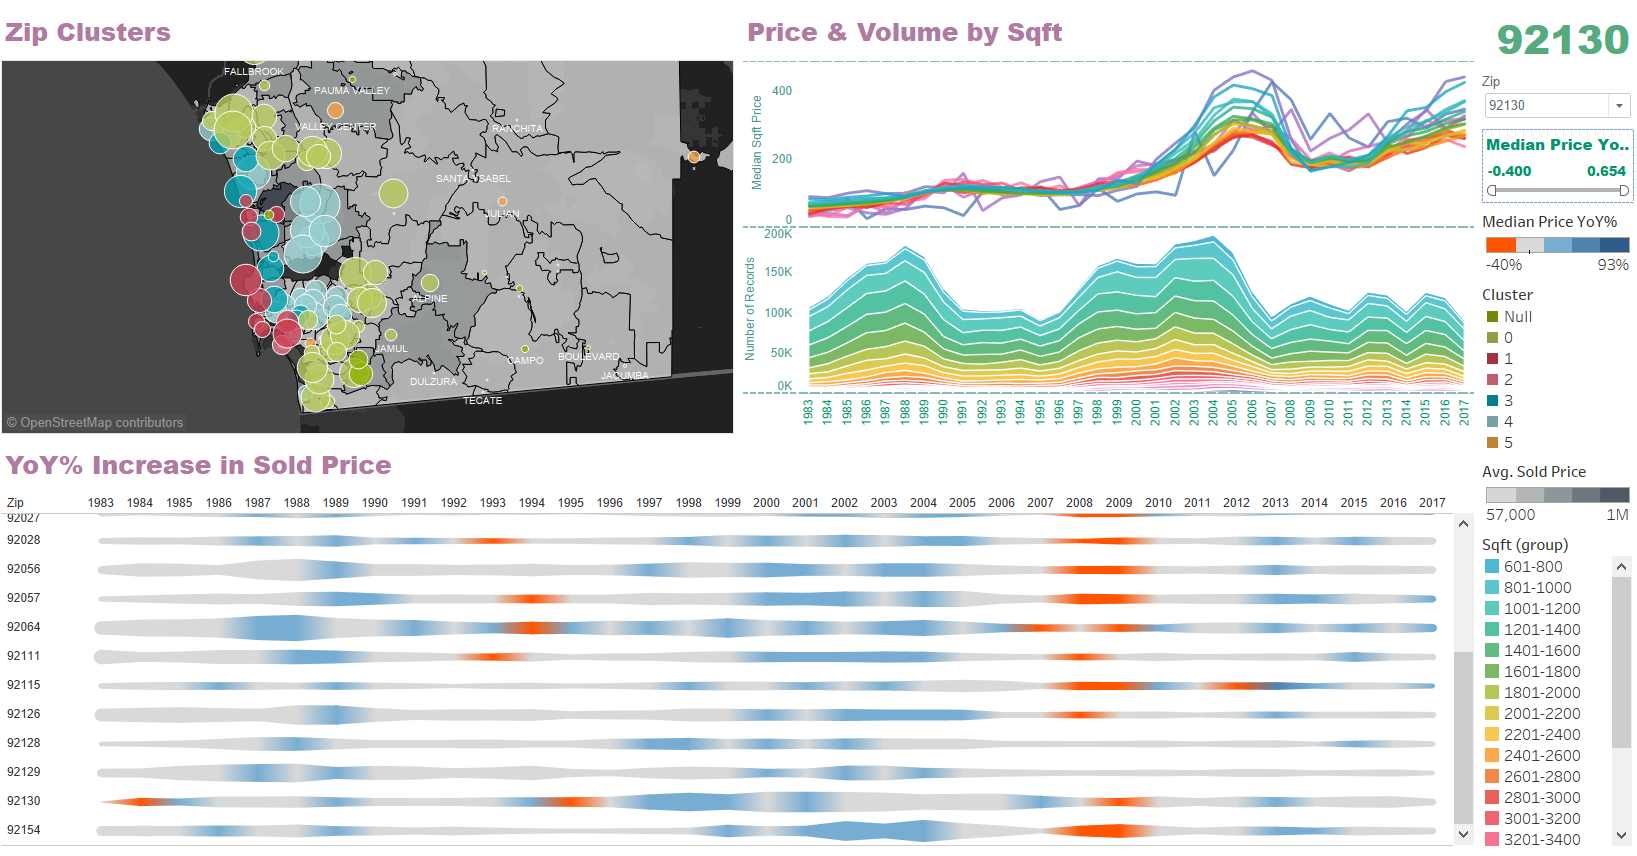 Zip Clusters
FALLBROOK
PAUMA VALLEY
VALLEY CENTER
RANCHITA
SANTA YSABEL
JULIAN
ALPINE
JAMUL
CAMPO
BOULEVARD
DULZURA
JACUMBA
TECATE
© OpenStreetMap contributors
Price & Volume by Sqft
Median Sqft Price
400
200
0
Number of Records
200K
150K
100K
50K
0K
1983 1984 1985 1986 1987 1988 1989 1990 1991 1992 1993 1994 1995 1996 1997 1998 1999 2000 2001 2002 2003 2004 2005 2006 2007 2008 2009 2010 2011 2012 2013 2014 2015 2016 2017
92130
Zip
92130
Median Price Yo..
-0.400 0.654
Median Price YoY%
-40% 93%
Cluster
Null
0
1
2
3
4
5
Avg. Sold Price
57,000 1M
Sqft (group)
601-800
801-1000
1001-1200
1201-1400
1401-1600
1601-1800
1801-2000
2001-2200
2201-2400
2401-2600
2601-2800
2801-3000
3001-3200
3201-3400
YoY% Increase in Sold Price
Zip 1983 1984 1985 1986 1987 1988 1989 1990 1991 1992 1993 1994 1995 1996 1997 1998 1999 2000 2001 2002 2003 2004 2005 2006 2007 2008 2009 2010 2011 2012 2013 2014 2015 2016 2017
92027
92028
92056
92057
92064
92111
92115
92126
92128
92129
92130
92154